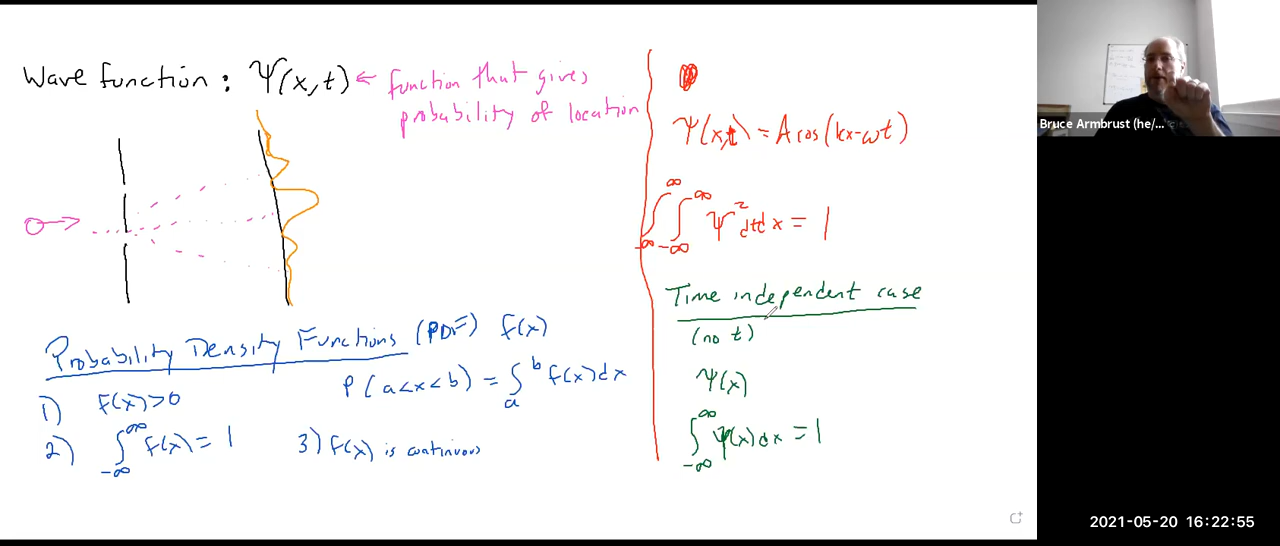 Wave function: Ψ(x,t) ← function that gives
probability of location
Probability Density Functions (PDF) f(x)
P(a<x<b) = ∫_a^b f(x)dx
1) f(x)>0
2) ∫_{-∞}^{∞} f(x) = 1
3) f(x) is continuous
Ψ(x,t) = A cos(kx-ωt)
∫_{-∞}^{∞} ∫_{-∞}^{∞} Ψ² dtdx = 1
Time independent case
(no t)
Ψ(x)
∫_{-∞}^{∞} Ψ(x)dx = 1
Bruce Armbrust (he/...
2021-05-20 16:22:55